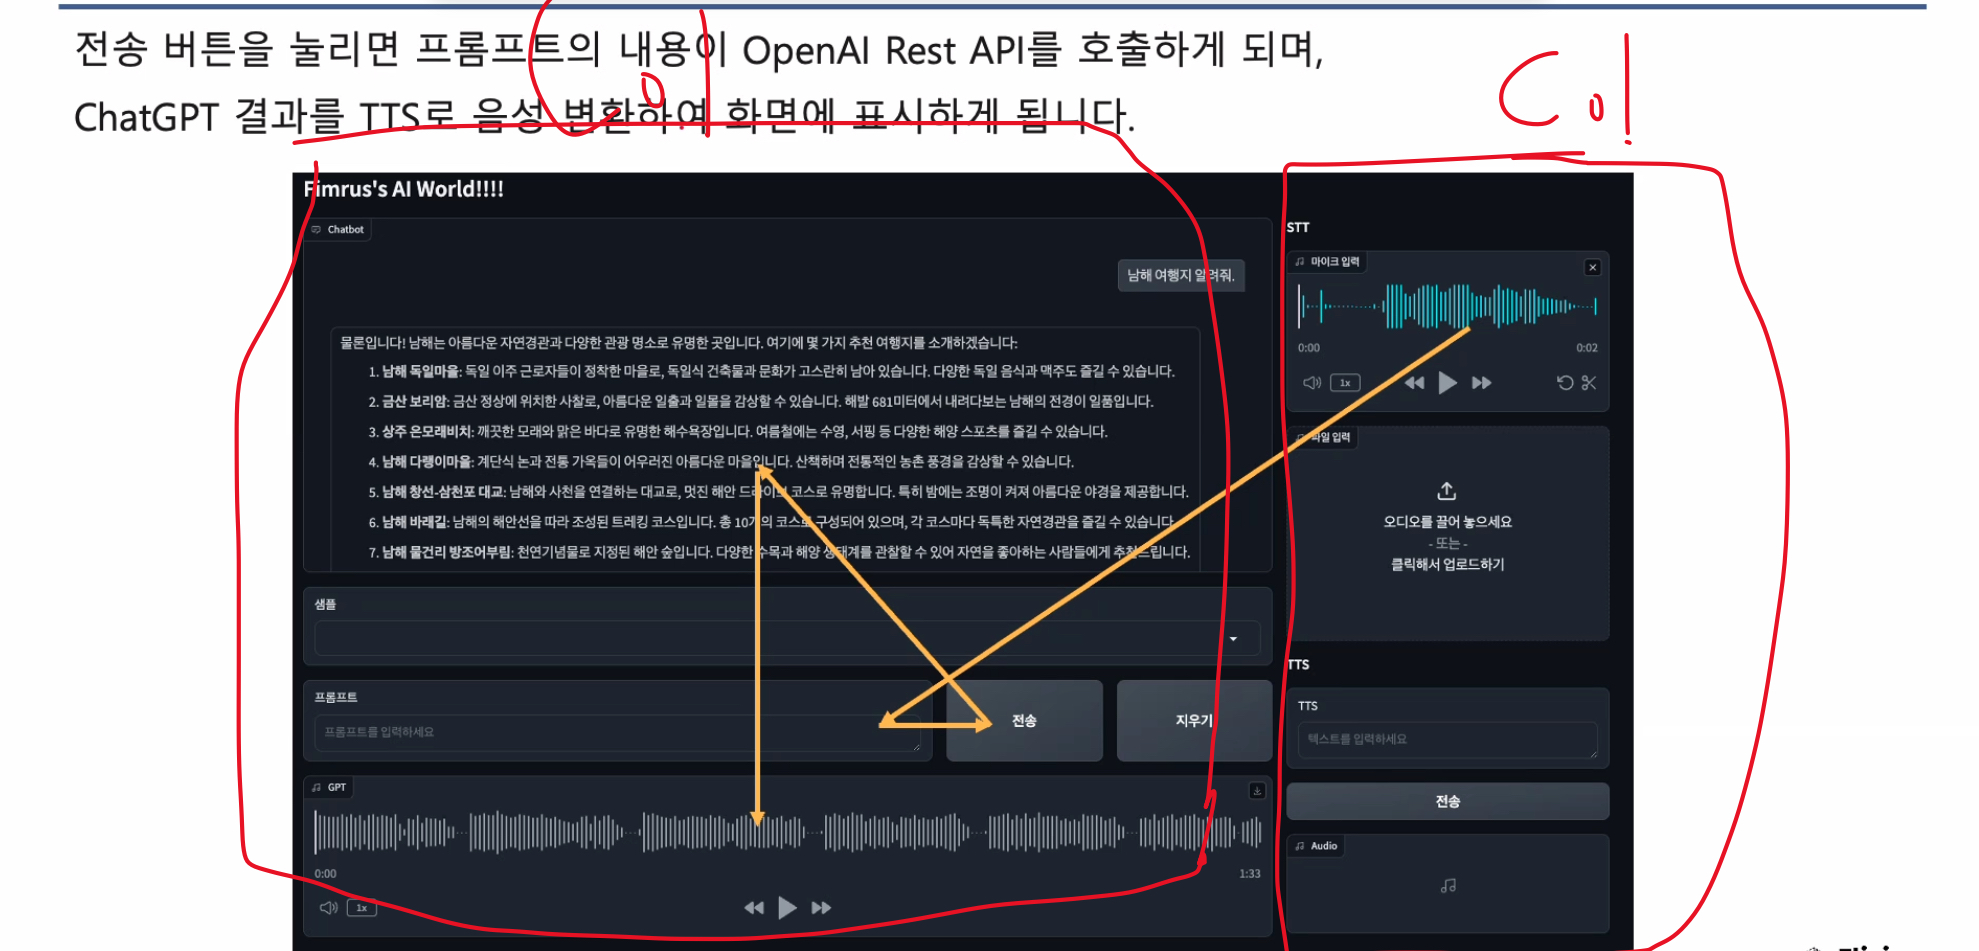 전송 버튼을 눌리면 프롬프트의 내용이 OpenAI Rest API를 호출하게 되며,
ChatGPT 결과를 TTS로 음성 변환하여 화면에 표시하게 됩니다.
Col
Col
Fimrus's AI World!!!!
Chatbot
남해 여행지 알려줘.
물론입니다! 남해는 아름다운 자연경관과 다양한 관광 명소로 유명한 곳입니다. 여기에 몇 가지 추천 여행지를 소개하겠습니다:
1. 남해 독일마을: 독일 이주 근로자들이 정착한 마을로, 독일식 건축물과 문화가 고스란히 남아 있습니다. 다양한 독일 음식과 맥주도 즐길 수 있습니다.
2. 금산 보리암: 금산 정상에 위치한 사찰로, 아름다운 일출과 일몰을 감상할 수 있습니다. 해발 681미터에서 내려다보는 남해의 전경이 일품입니다.
3. 상주 은모래비치: 깨끗한 모래와 맑은 바다로 유명한 해수욕장입니다. 여름철에는 수영, 서핑 등 다양한 해양 스포츠를 즐길 수 있습니다.
4. 남해 다랭이마을: 계단식 논과 전통 가옥들이 어우러진 아름다운 마을입니다. 산책하며 전통적인 농촌 풍경을 감상할 수 있습니다.
5. 남해 창선-삼천포 대교: 남해와 사천을 연결하는 대교로, 멋진 해안 드라이브 코스로 유명합니다. 특히 밤에는 조명이 켜져 아름다운 야경을 제공합니다.
6. 남해 바래길: 남해의 해안선을 따라 조성된 트레킹 코스입니다. 총 10개의 코스로 구성되어 있으며, 각 코스마다 독특한 자연경관을 즐길 수 있습니다.
7. 남해 물건리 방조어부림: 천연기념물로 지정된 해안 숲입니다. 다양한 수목과 해양 생태계를 관찰할 수 있어 자연을 좋아하는 사람들에게 추천드립니다.
샘플
프롬프트
프롬프트를 입력하세요
전송
지우기
GPT
0:00
1:33
1x
STT
마이크 입력
0:00
0:02
1x
파일 입력
오디오를 끌어 놓으세요
- 또는 -
클릭해서 업로드하기
TTS
TTS
텍스트를 입력하세요
전송
Audio